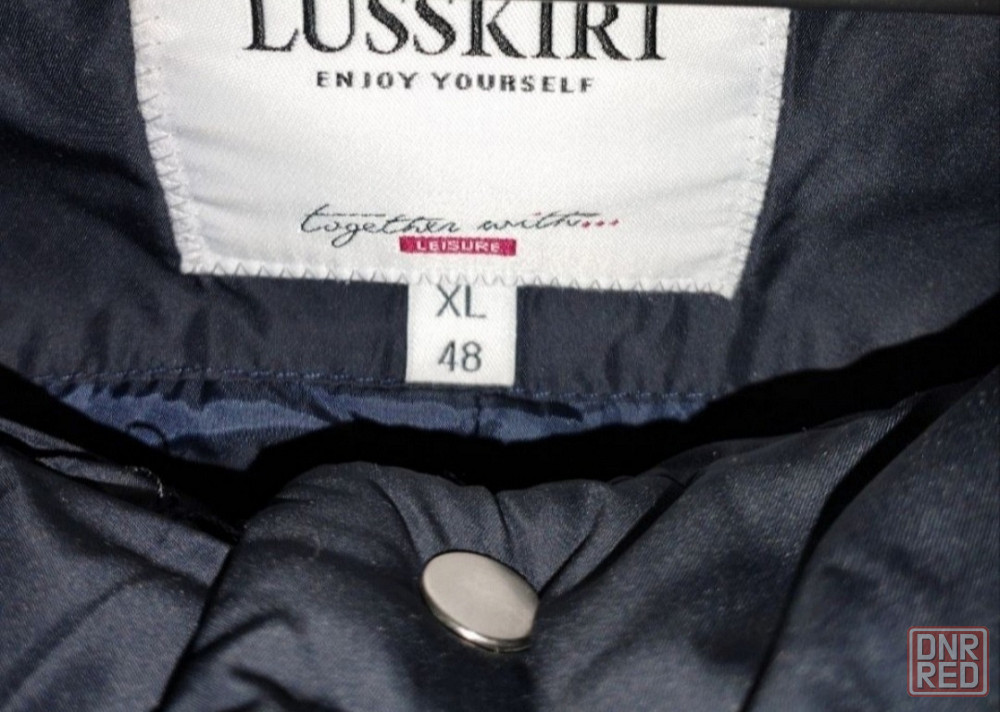 LUSSKIRI
ENJOY YOURSELF
together with...
LEISURE
XL
48
DNR
RED